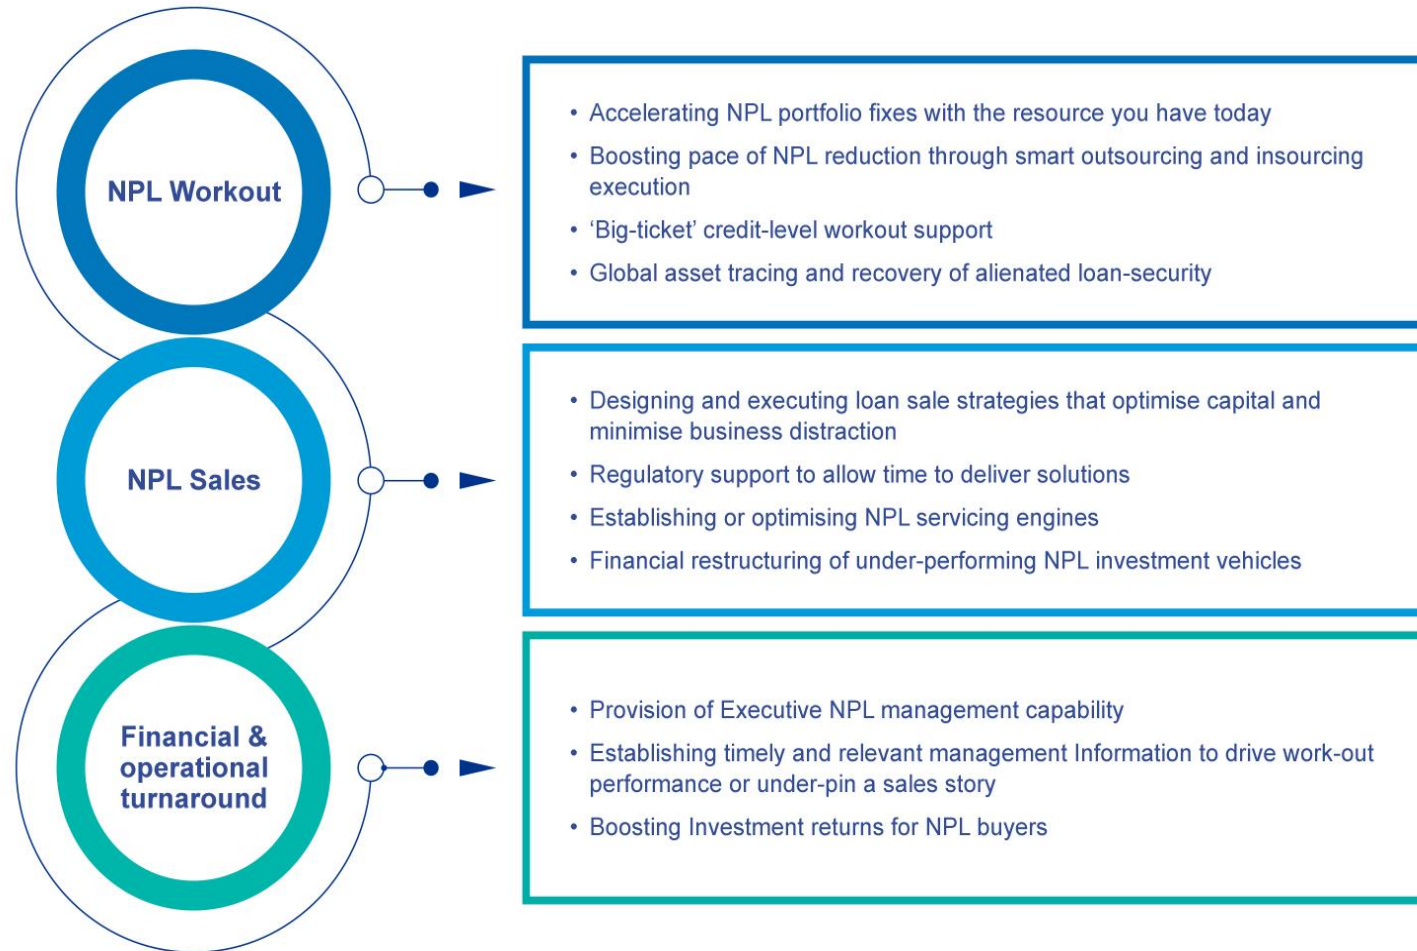 NPL Workout
• Accelerating NPL portfolio fixes with the resource you have today
• Boosting pace of NPL reduction through smart outsourcing and insourcing
execution
• ‘Big-ticket’ credit-level workout support
• Global asset tracing and recovery of alienated loan-security
NPL Sales
• Designing and executing loan sale strategies that optimise capital and
minimise business distraction
• Regulatory support to allow time to deliver solutions
• Establishing or optimising NPL servicing engines
• Financial restructuring of under-performing NPL investment vehicles
Financial &
operational
turnaround
• Provision of Executive NPL management capability
• Establishing timely and relevant management Information to drive work-out
performance or under-pin a sales story
• Boosting Investment returns for NPL buyers